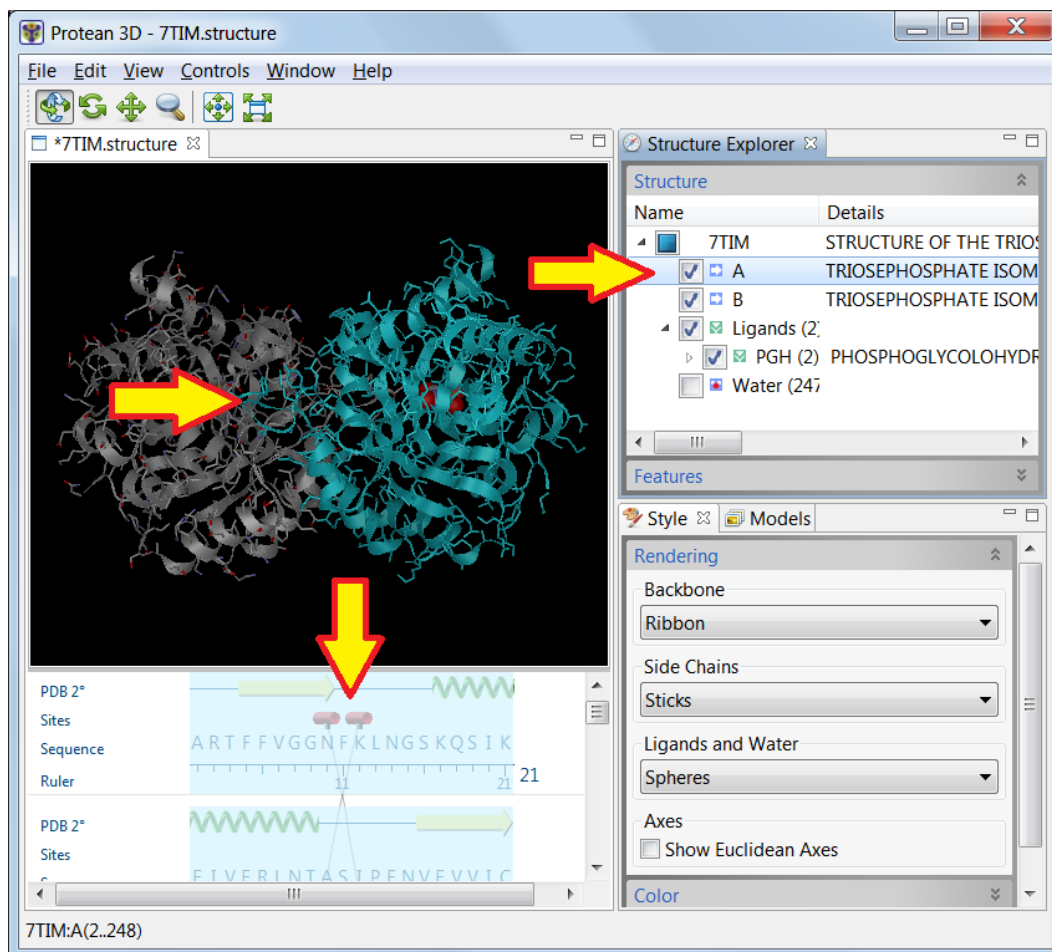 Protean 3D - 7TIM.structure
File Edit View Controls Window Help
*7TIM.structure
PDB 2°
Sites
Sequence ARTFFVGGNFKLNGSKQSIK
Ruler 11 21 21
PDB 2°
Sites
EIVERLNTASIPENVEVVIC
7TIM:A(2..248)
Structure Explorer
Structure
Name Details
7TIM STRUCTURE OF THE TRIOS
A TRIOSEPHOSPHATE ISOM
B TRIOSEPHOSPHATE ISOM
Ligands (2)
PGH (2) PHOSPHOGLYCOLOHYDR
Water (247
Features
Style Models
Rendering
Backbone
Ribbon
Side Chains
Sticks
Ligands and Water
Spheres
Axes
Show Euclidean Axes
Color